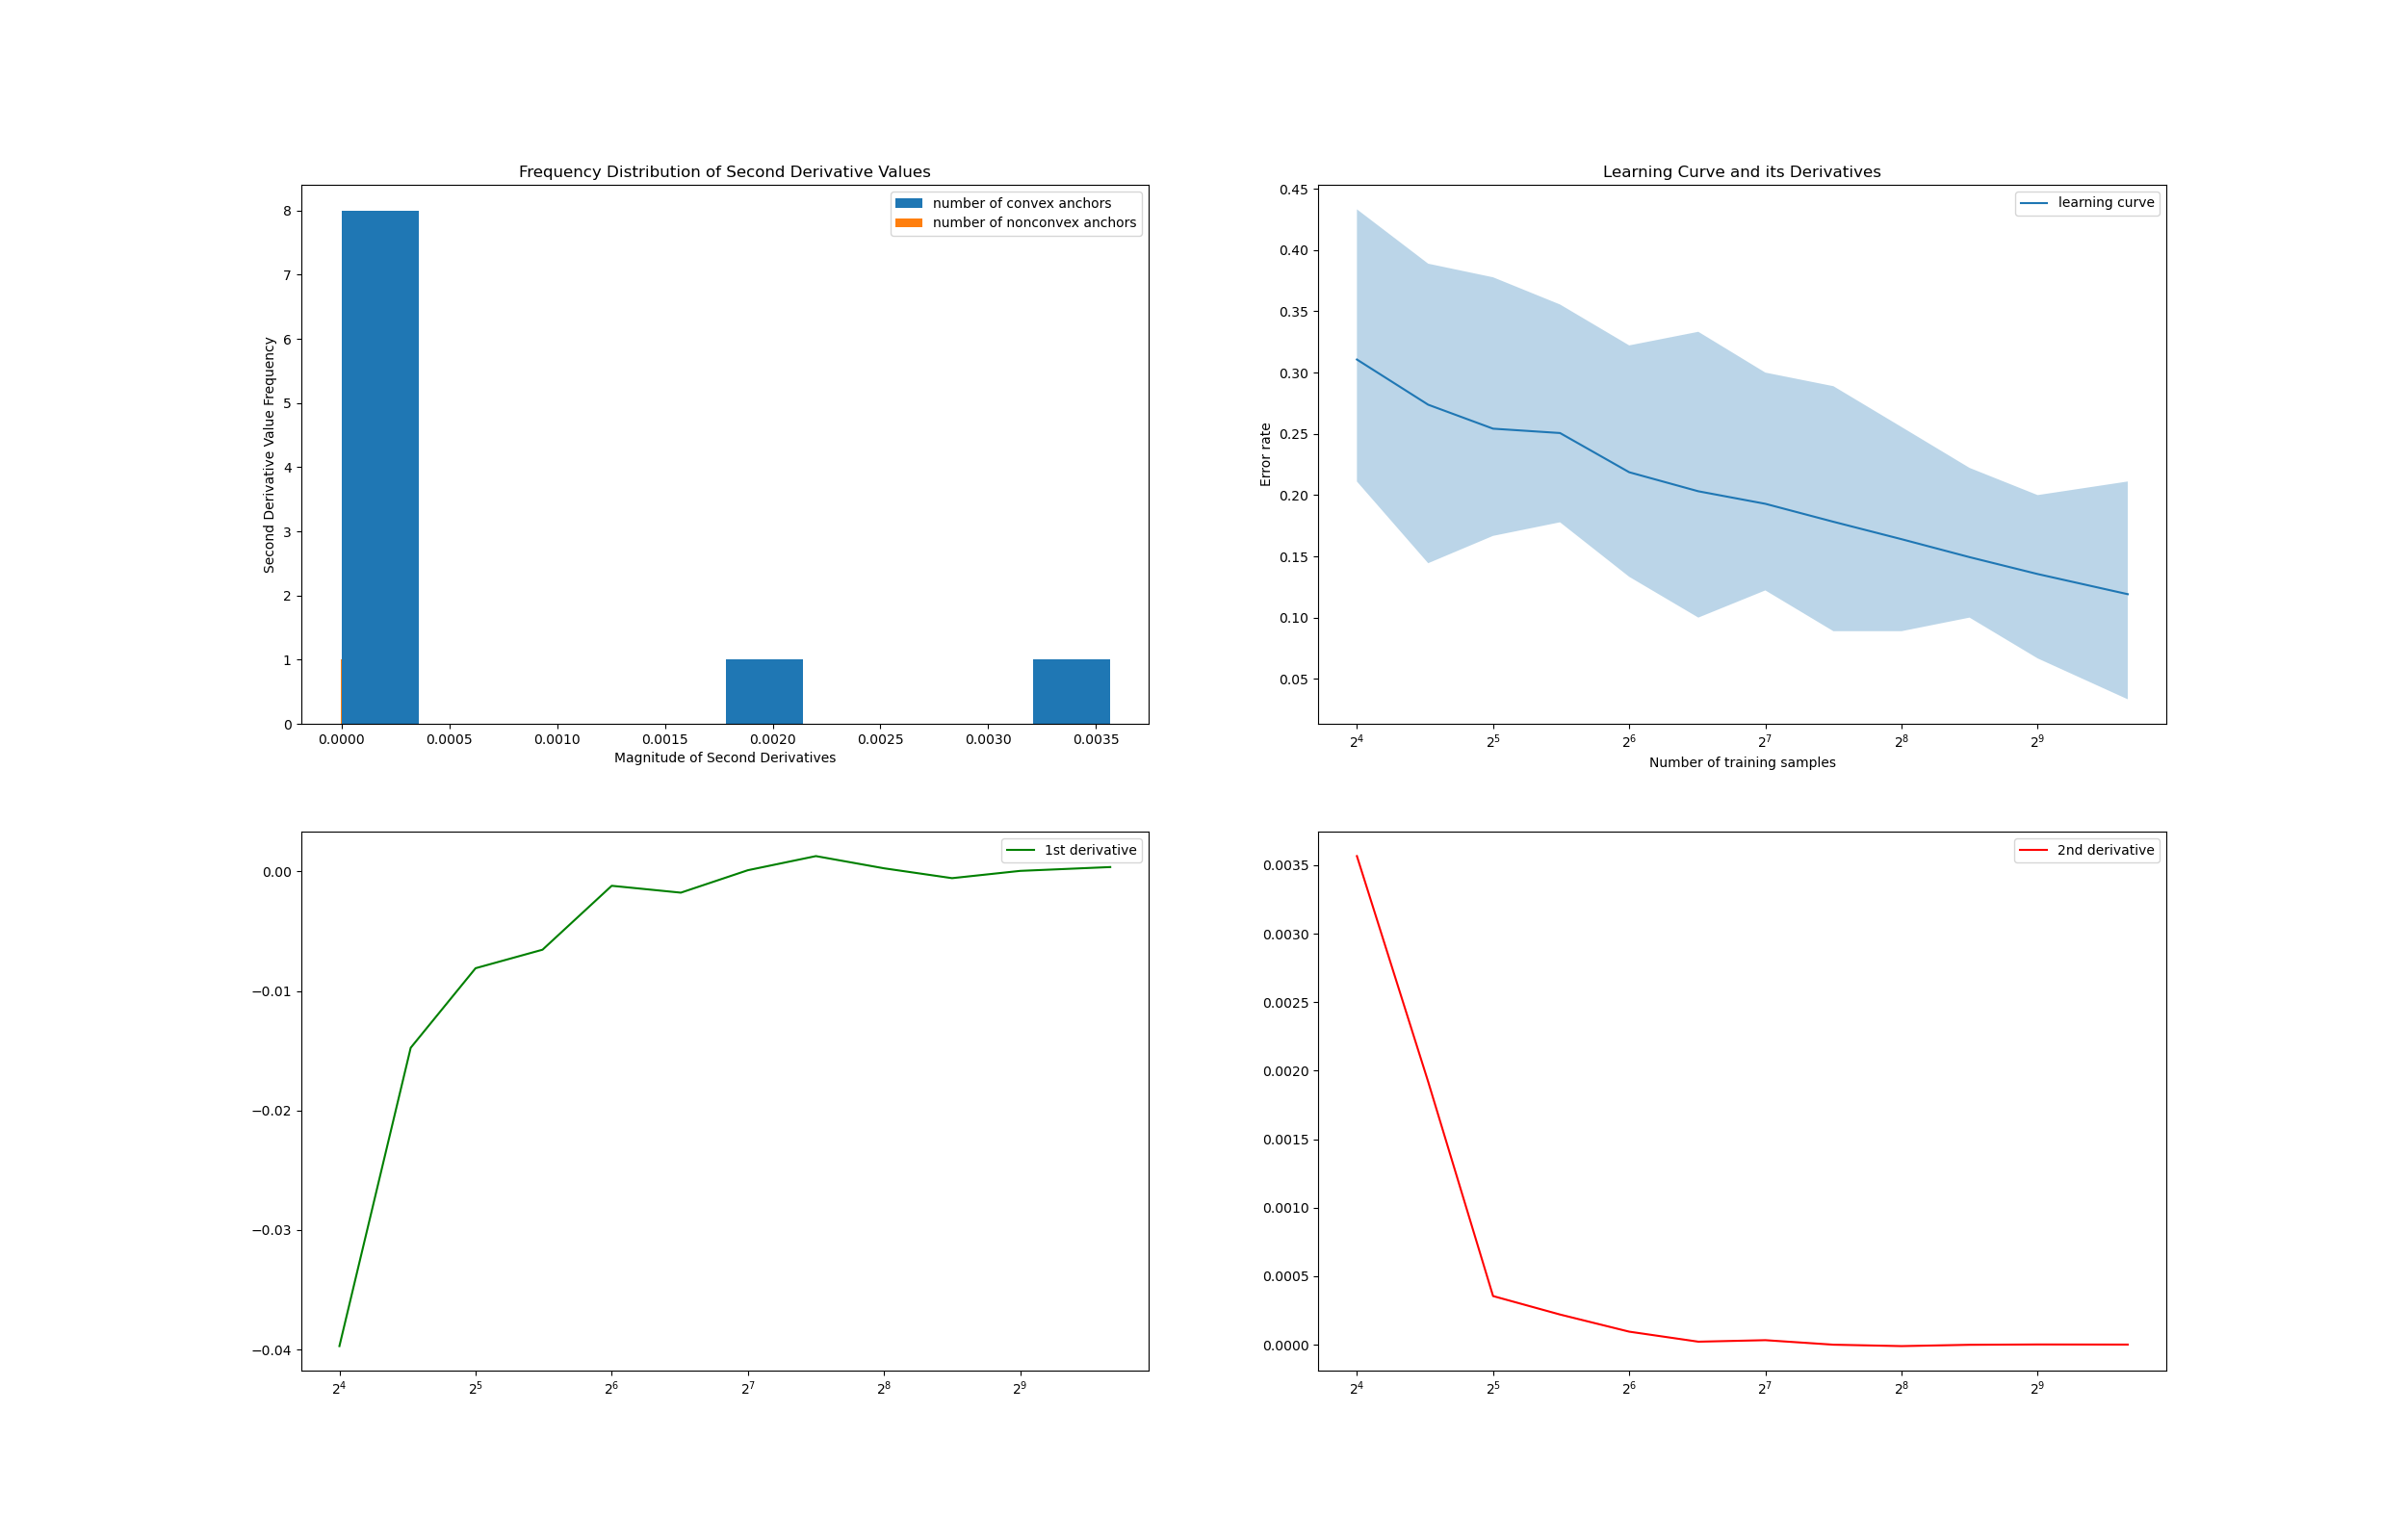 Frequency Distribution of Second Derivative Values
number of convex anchors
number of nonconvex anchors
Second Derivative Value Frequency
8
7
6
5
4
3
2
1
0
0.0000 0.0005 0.0010 0.0015 0.0020 0.0025 0.0030 0.0035
Magnitude of Second Derivatives
Learning Curve and its Derivatives
learning curve
Error rate
0.45
0.40
0.35
0.30
0.25
0.20
0.15
0.10
0.05
2⁴ 2⁵ 2⁶ 2⁷ 2⁸ 2⁹
Number of training samples
1st derivative
0.00
−0.01
−0.02
−0.03
−0.04
2⁴ 2⁵ 2⁶ 2⁷ 2⁸ 2⁹
2nd derivative
0.0035
0.0030
0.0025
0.0020
0.0015
0.0010
0.0005
0.0000
2⁴ 2⁵ 2⁶ 2⁷ 2⁸ 2⁹